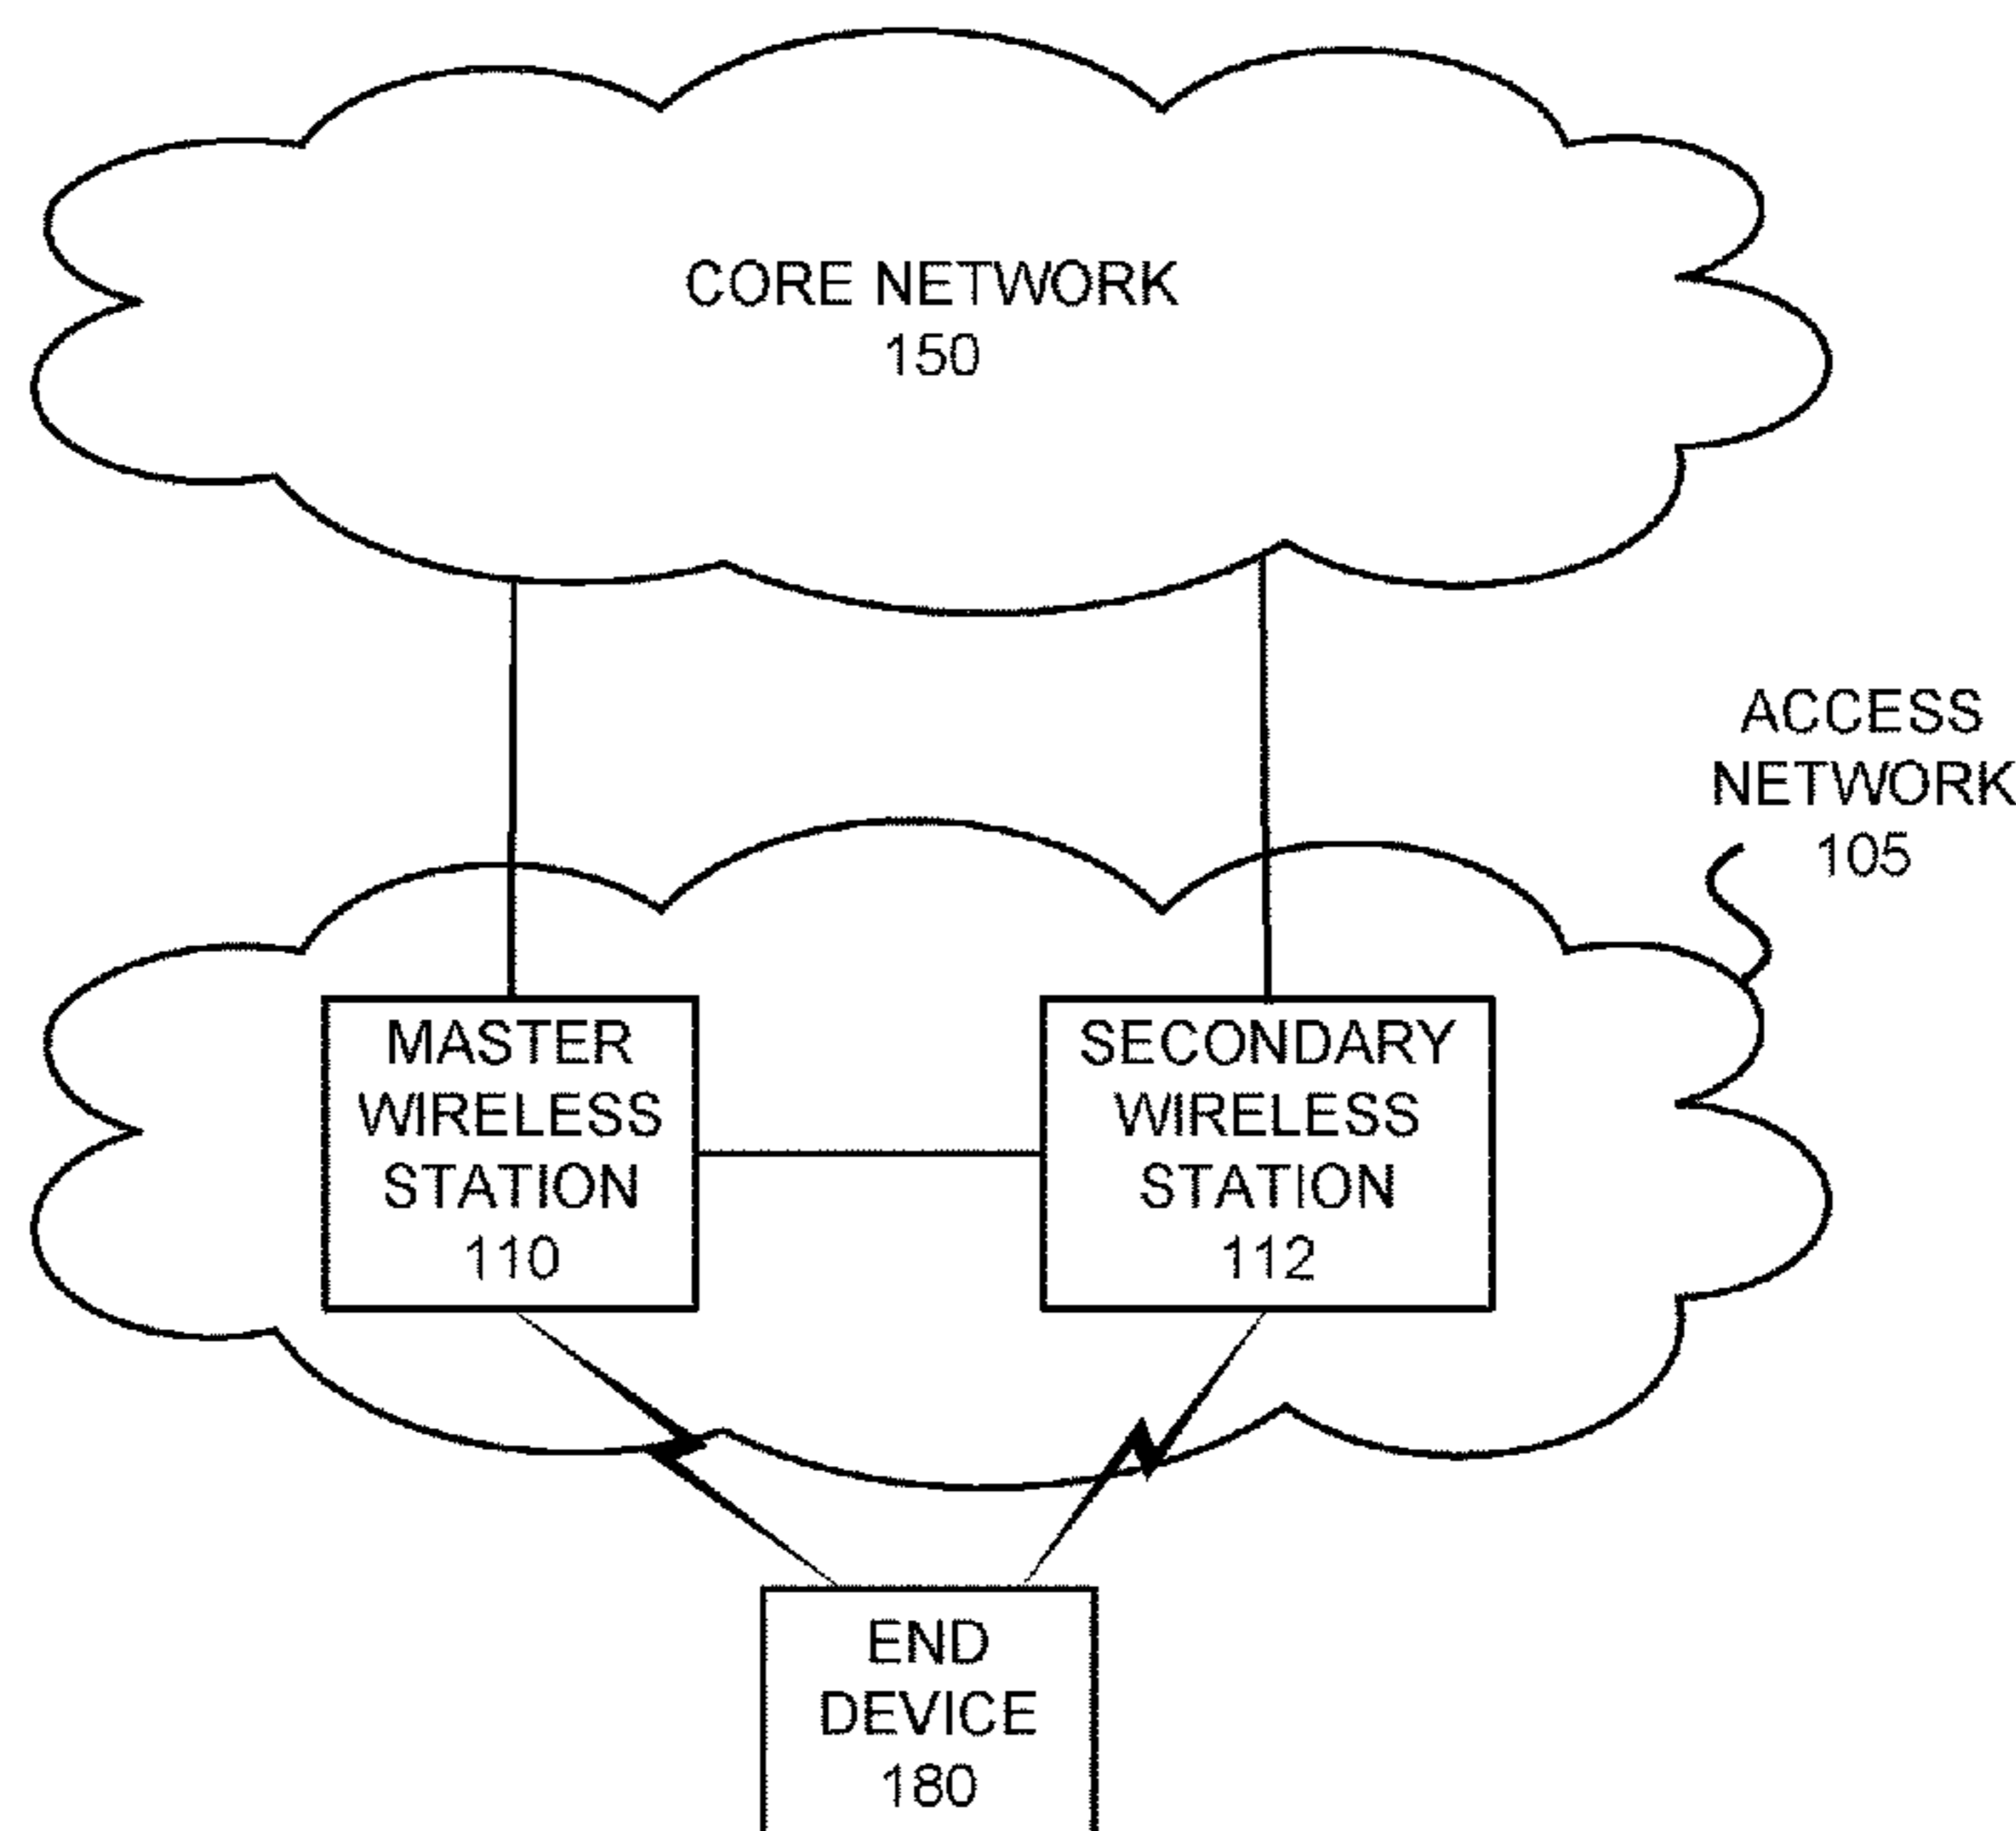 CORE NETWORK
150
ACCESS
NETWORK
105
MASTER
WIRELESS
STATION
110
SECONDARY
WIRELESS
STATION
112
END
DEVICE
180